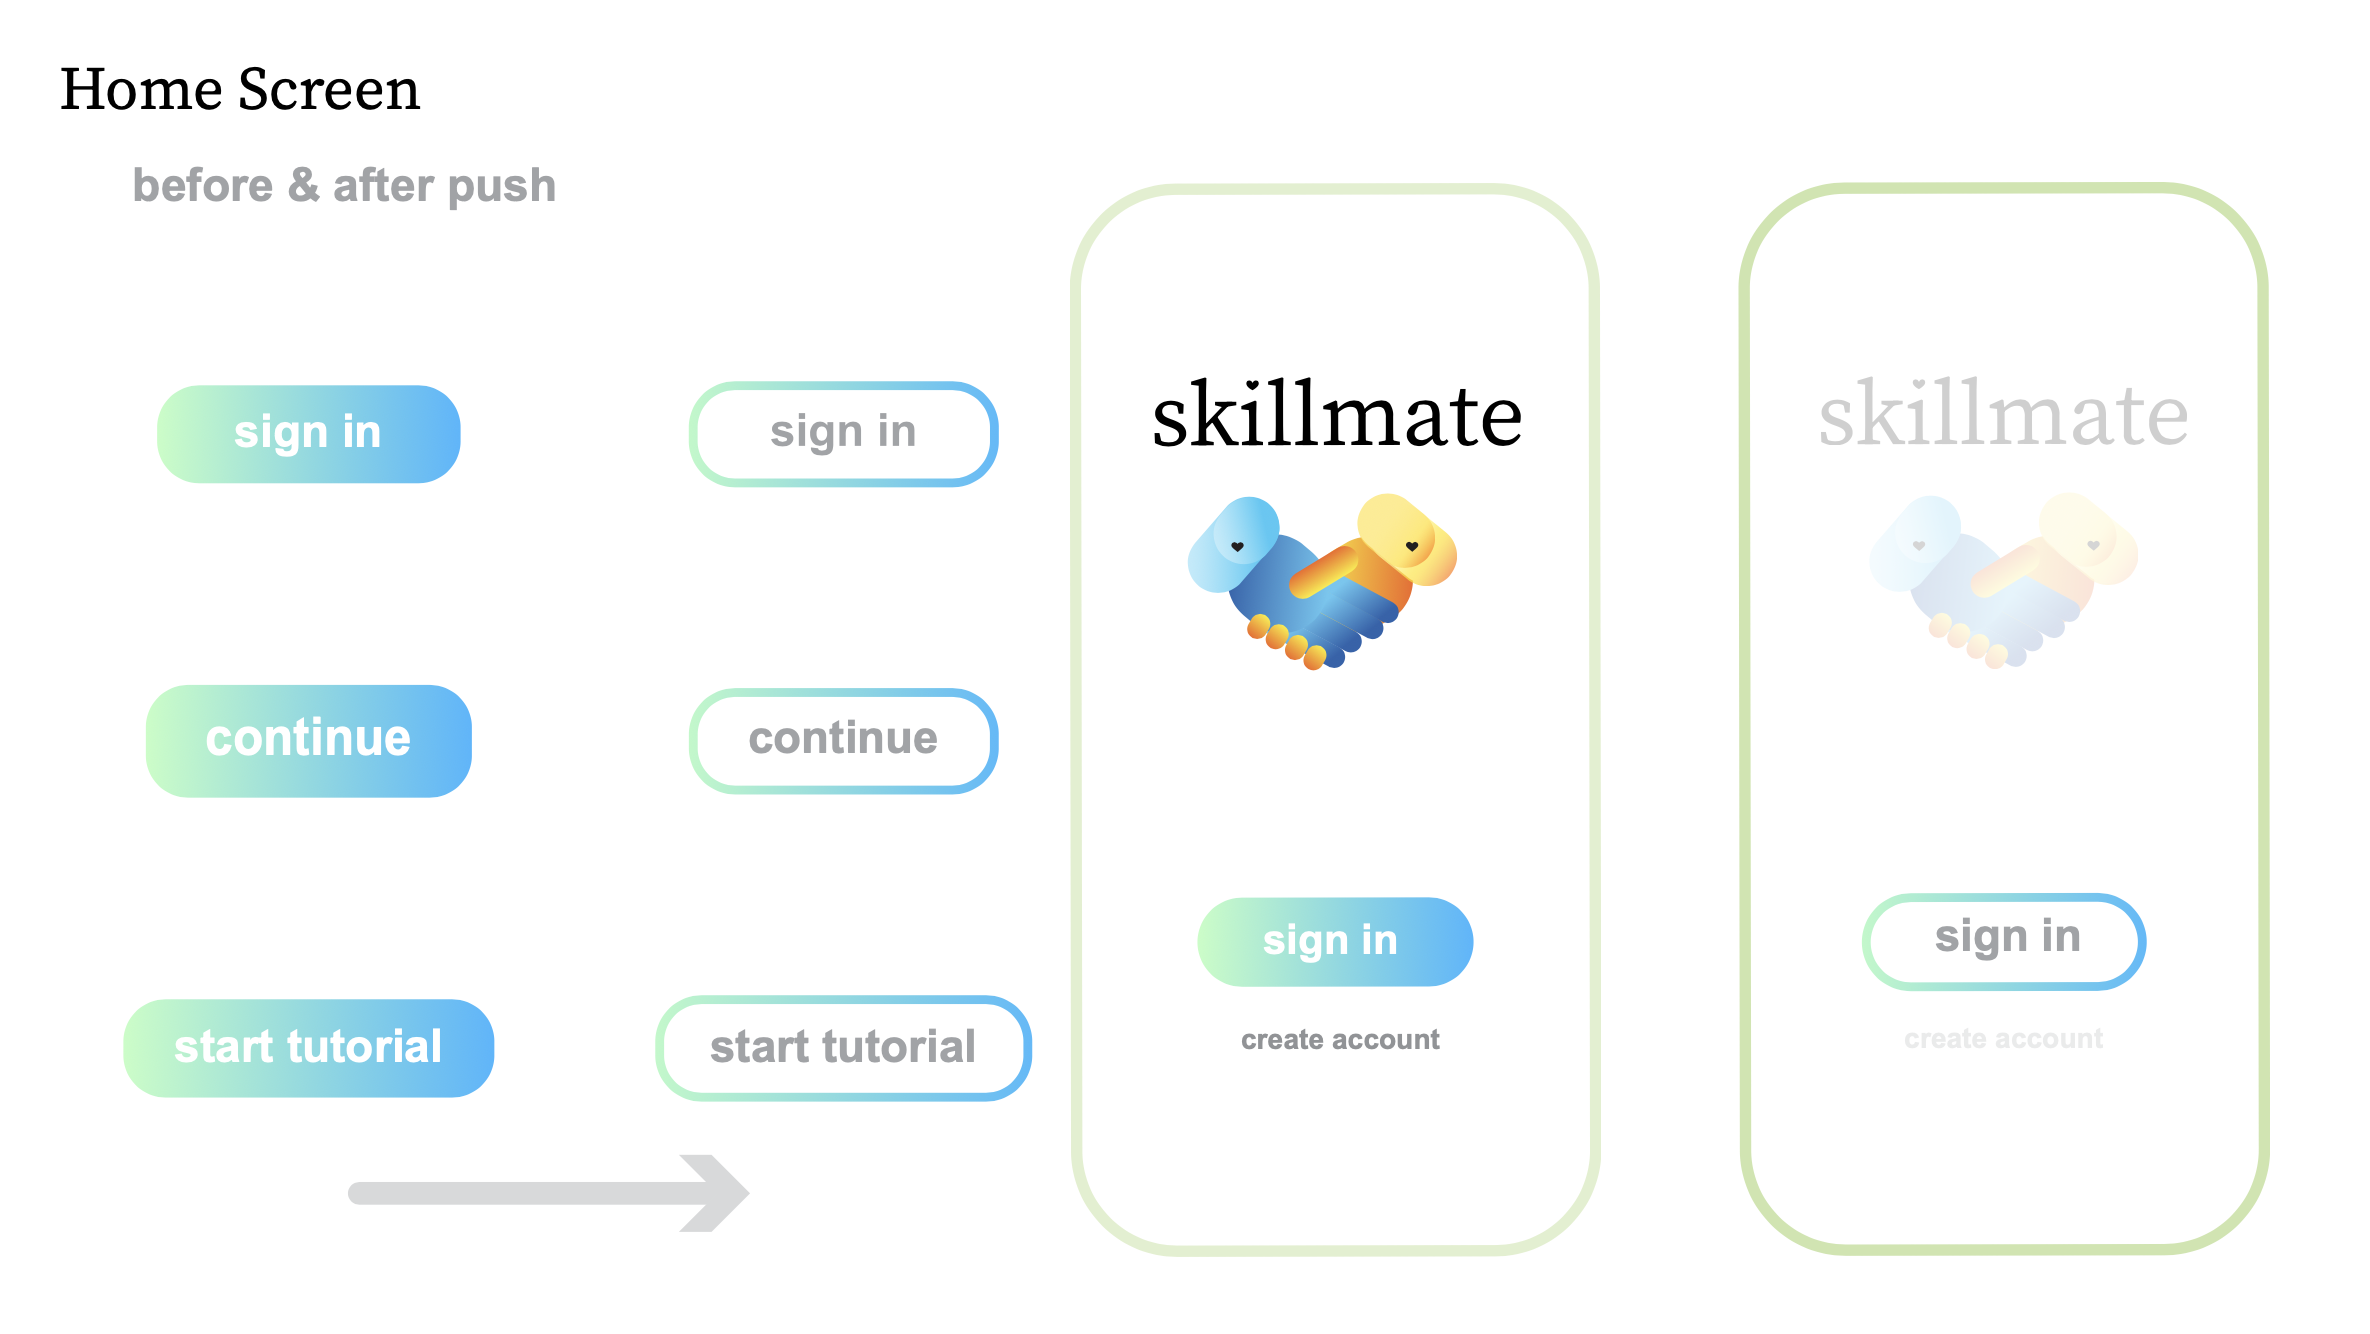 Home Screen
before & after push
sign in
sign in
continue
continue
start tutorial
start tutorial
skillmate
sign in
create account
skillmate
sign in
create account